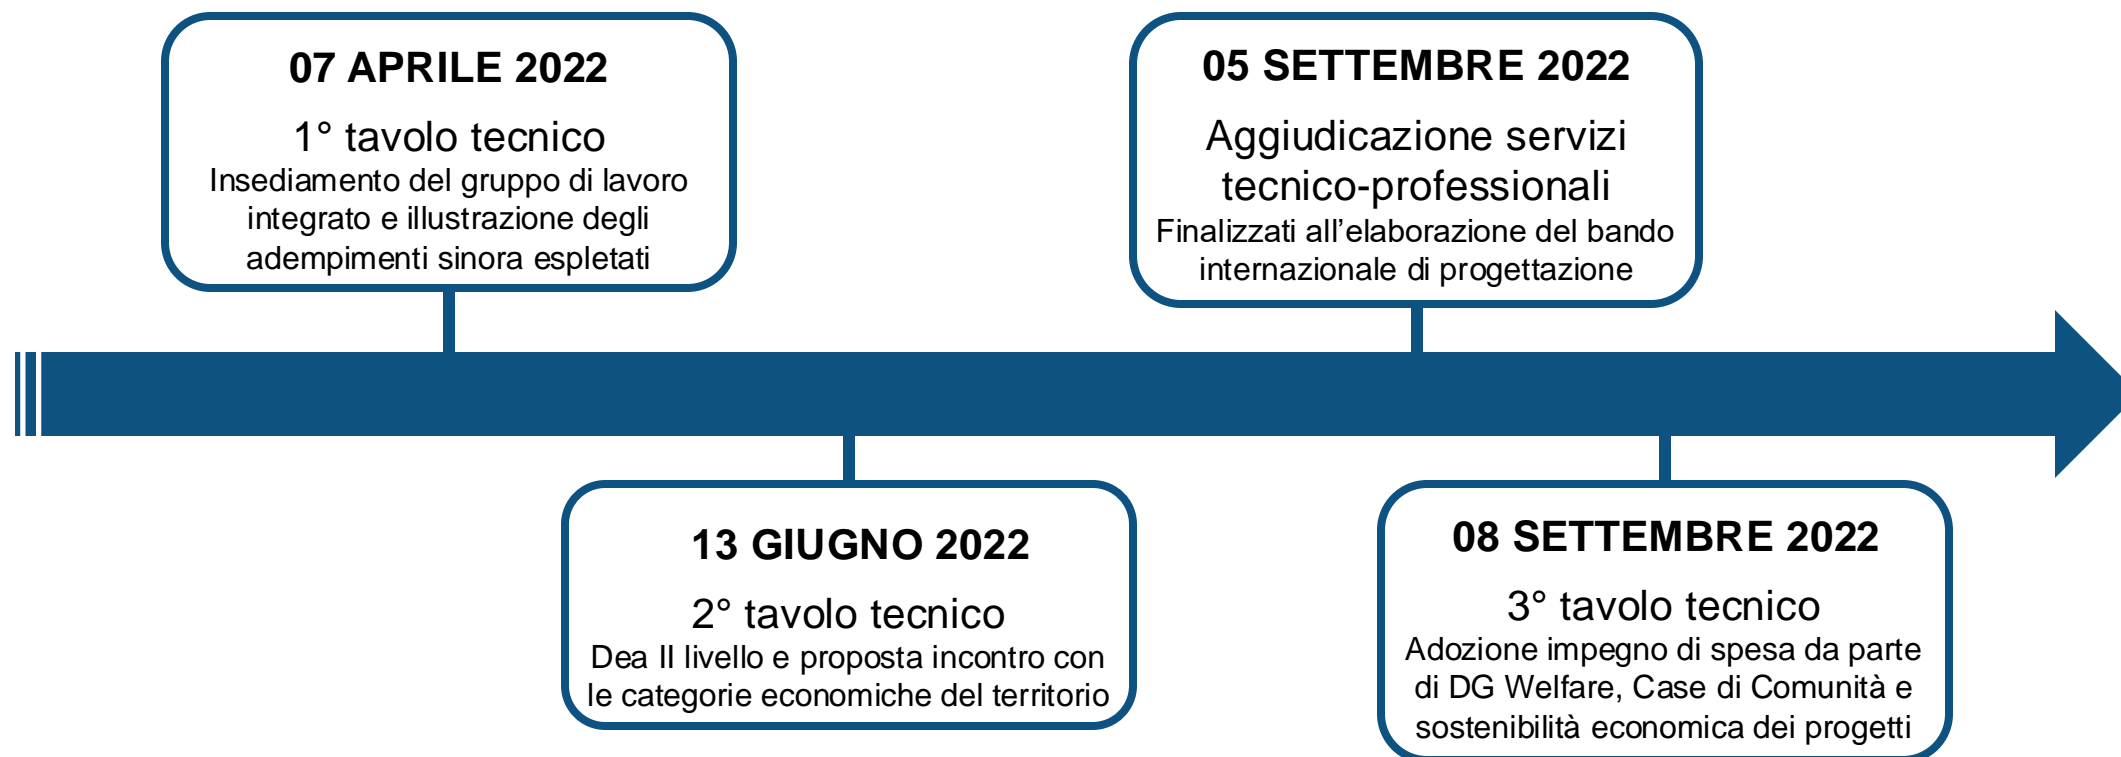 07 APRILE 2022
1° tavolo tecnico
Insediamento del gruppo di lavoro
integrato e illustrazione degli
adempimenti sinora espletati
05 SETTEMBRE 2022
Aggiudicazione servizi
tecnico-professionali
Finalizzati all’elaborazione del bando
internazionale di progettazione
13 GIUGNO 2022
2° tavolo tecnico
Dea II livello e proposta incontro con
le categorie economiche del territorio
08 SETTEMBRE 2022
3° tavolo tecnico
Adozione impegno di spesa da parte
di DG Welfare, Case di Comunità e
sostenibilità economica dei progetti